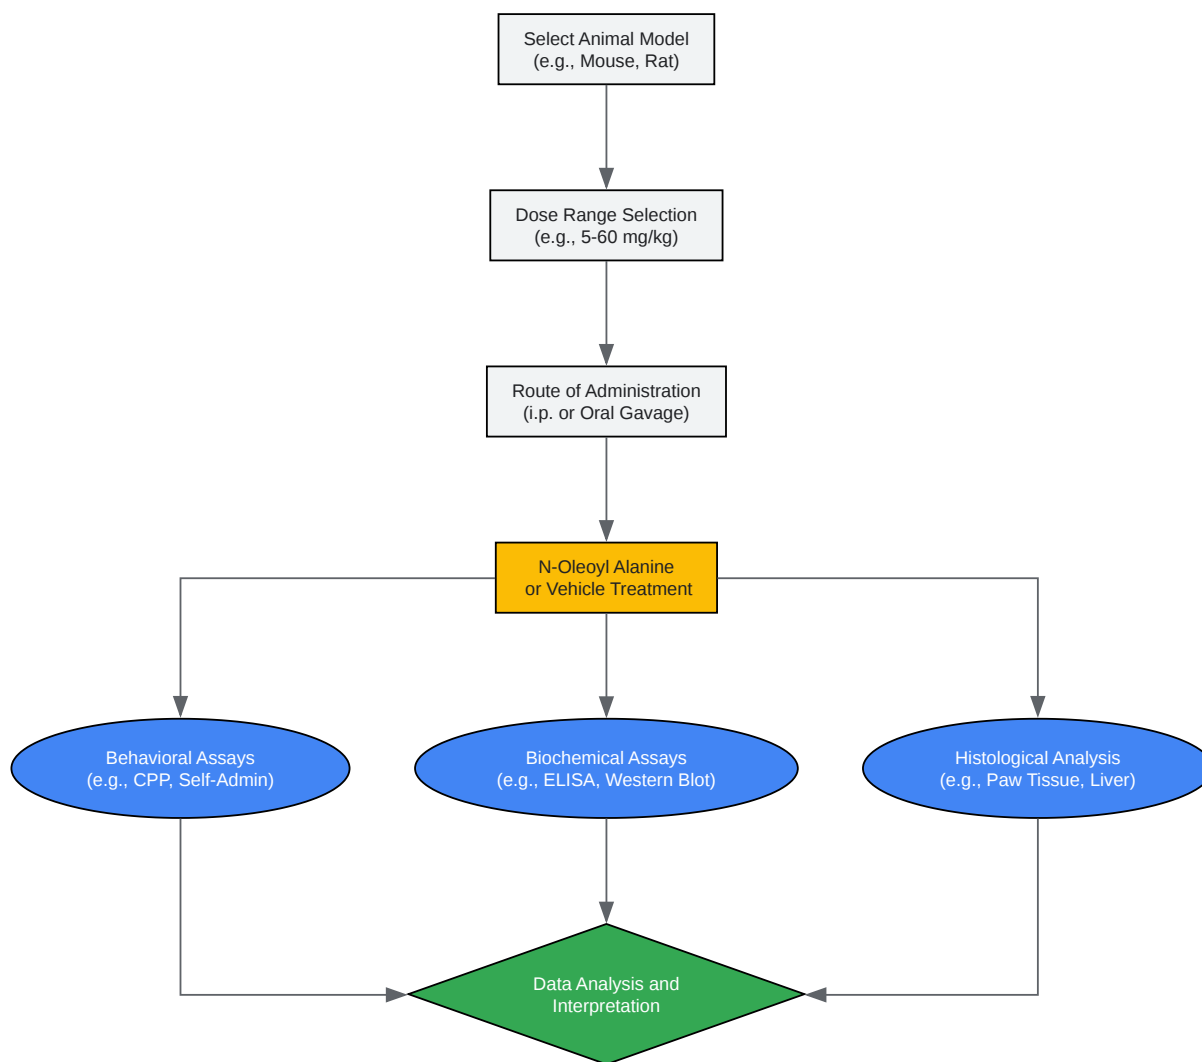 Select Animal Model
(e.g., Mouse, Rat)
Dose Range Selection
(e.g., 5-60 mg/kg)
Route of Administration
(i.p. or Oral Gavage)
N-Oleoyl Alanine
or Vehicle Treatment
Behavioral Assays
(e.g., CPP, Self-Admin)
Biochemical Assays
(e.g., ELISA, Western Blot)
Histological Analysis
(e.g., Paw Tissue, Liver)
Data Analysis and
Interpretation